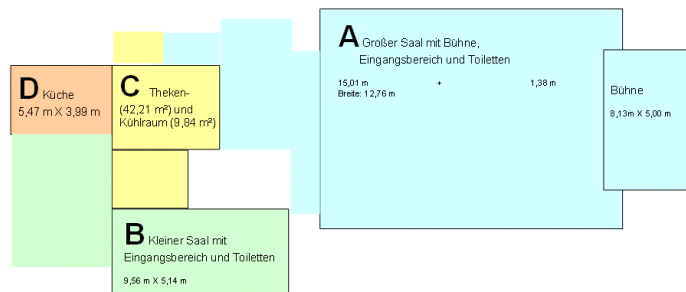 A Großer Saal mit Bühne,
Eingangsbereich und Toiletten
15,01 m + 1,38 m
Breite: 12,76 m
Bühne
8,13m x 5,00 m
D Küche
5,47 m X 3,99 m
C Theken-
(42,21 m²) und
Kühlraum (9,84 m²)
B Kleiner Saal mit
Eingangsbereich und Toiletten
9,56 m X 5,14 m